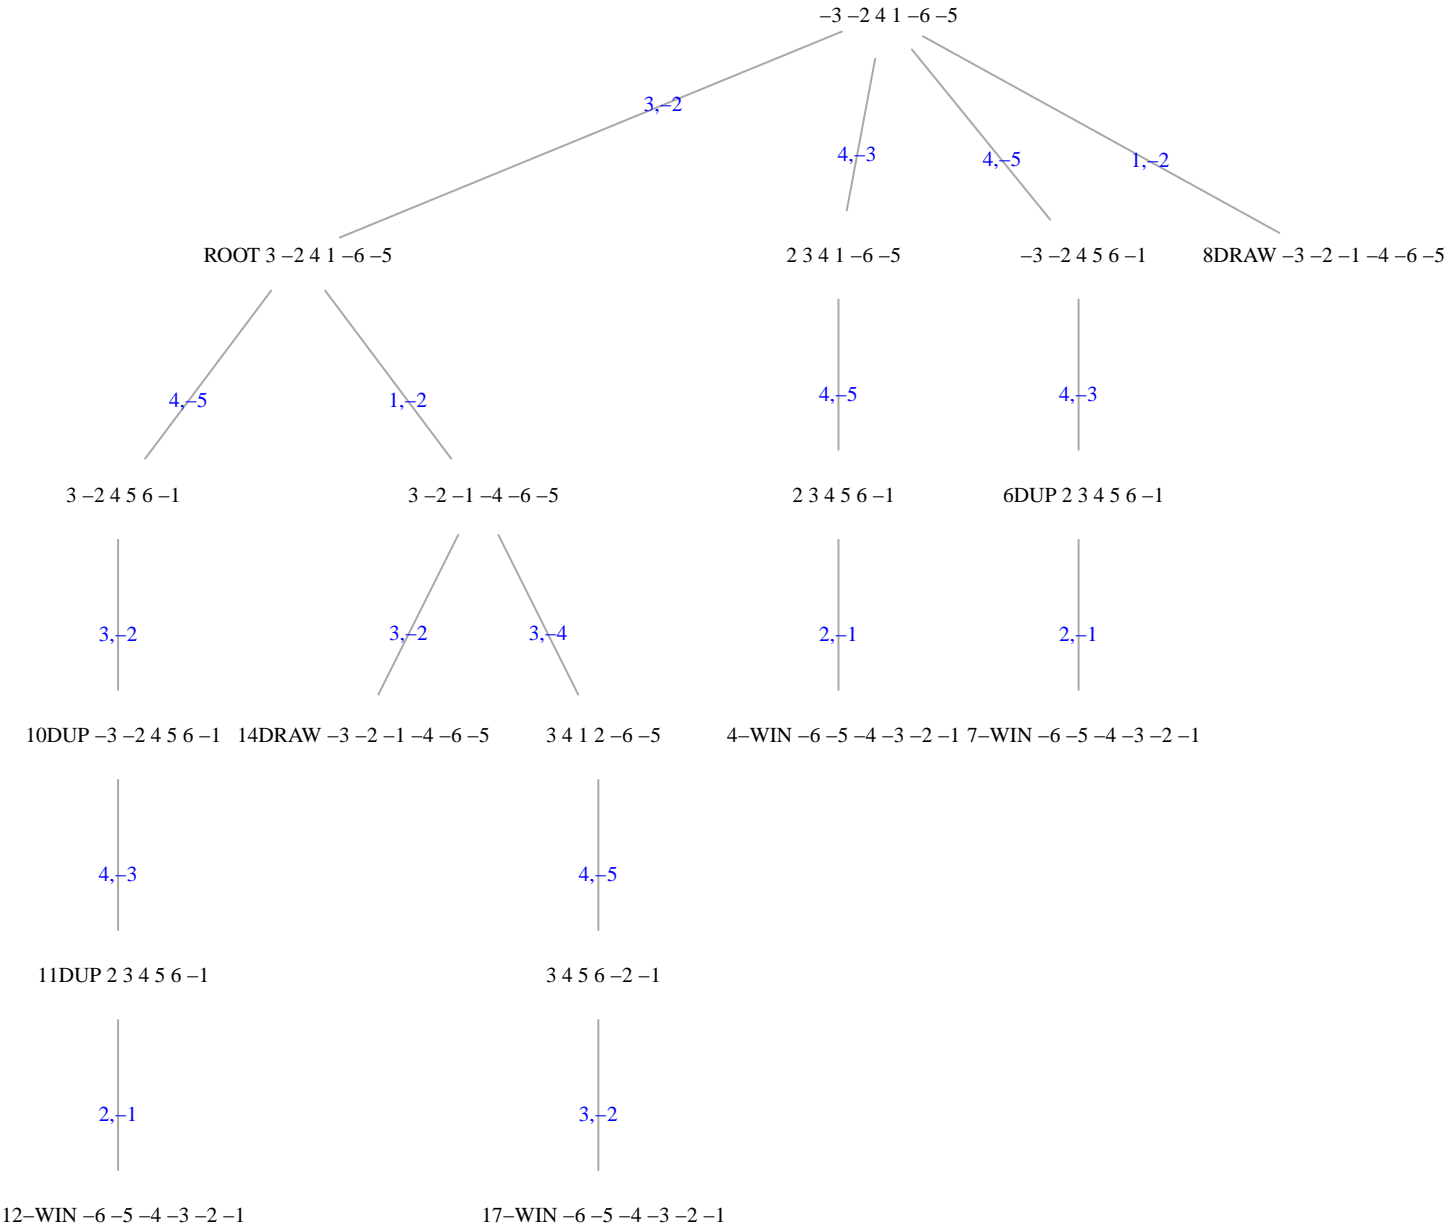 –3 –2 4 1 –6 –5
3,–2
4,–3
4,–5
1,–2
ROOT 3 –2 4 1 –6 –5
2 3 4 1 –6 –5
–3 –2 4 5 6 –1
8DRAW –3 –2 –1 –4 –6 –5
4,–5
1,–2
4,–5
4,–3
3 –2 4 5 6 –1
3 –2 –1 –4 –6 –5
2 3 4 5 6 –1
6DUP 2 3 4 5 6 –1
3,–2
3,–2
3,–4
2,–1
2,–1
10DUP –3 –2 4 5 6 –1
14DRAW –3 –2 –1 –4 –6 –5
3 4 1 2 –6 –5
4–WIN –6 –5 –4 –3 –2 –1
7–WIN –6 –5 –4 –3 –2 –1
4,–3
4,–5
11DUP 2 3 4 5 6 –1
3 4 5 6 –2 –1
2,–1
3,–2
12–WIN –6 –5 –4 –3 –2 –1
17–WIN –6 –5 –4 –3 –2 –1